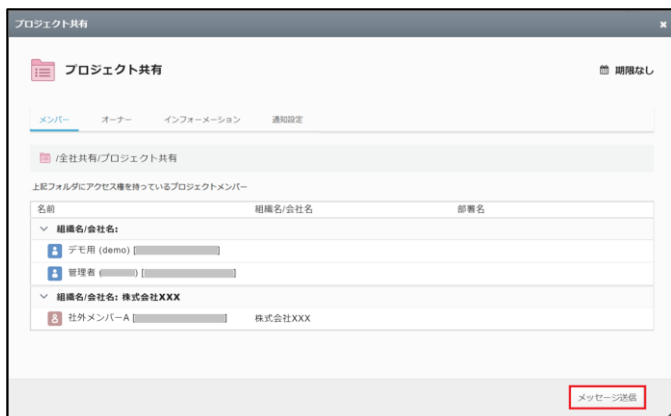 プロジェクト共有
プロジェクト共有
期限なし
メンバー オーナー インフォーメーション 通知設定
/全社共有/プロジェクト共有
上記フォルダにアクセス権を持っているプロジェクトメンバー
名前 組織名/会社名 部署名
組織名/会社名:
デモ用 (demo) [ ]
管理者 ( ) [ ]
組織名/会社名: 株式会社XXX
社外メンバーA [ ] 株式会社XXX
メッセージ送信